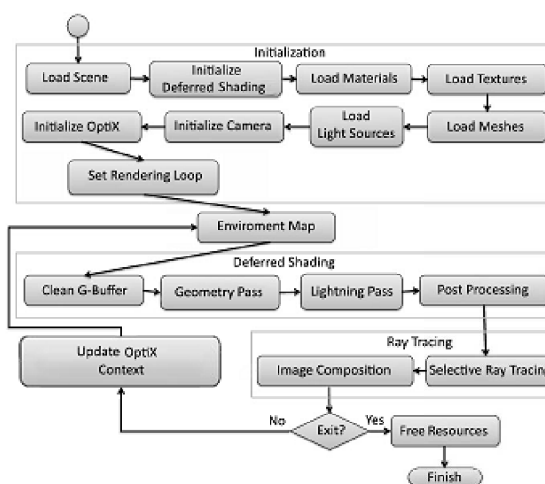 Initialization
Load Scene
Initialize
Deferred Shading
Load Materials
Load Textures
Initialize OptiX
Initialize Camera
Load
Light Sources
Load Meshes
Set Rendering Loop
Enviroment Map
Deferred Shading
Clean G-Buffer
Geometry Pass
Lightning Pass
Post Processing
Ray Tracing
Update OptiX
Context
Image Composition
Selective Ray Tracing
No
Exit?
Yes
Free Resources
Finish